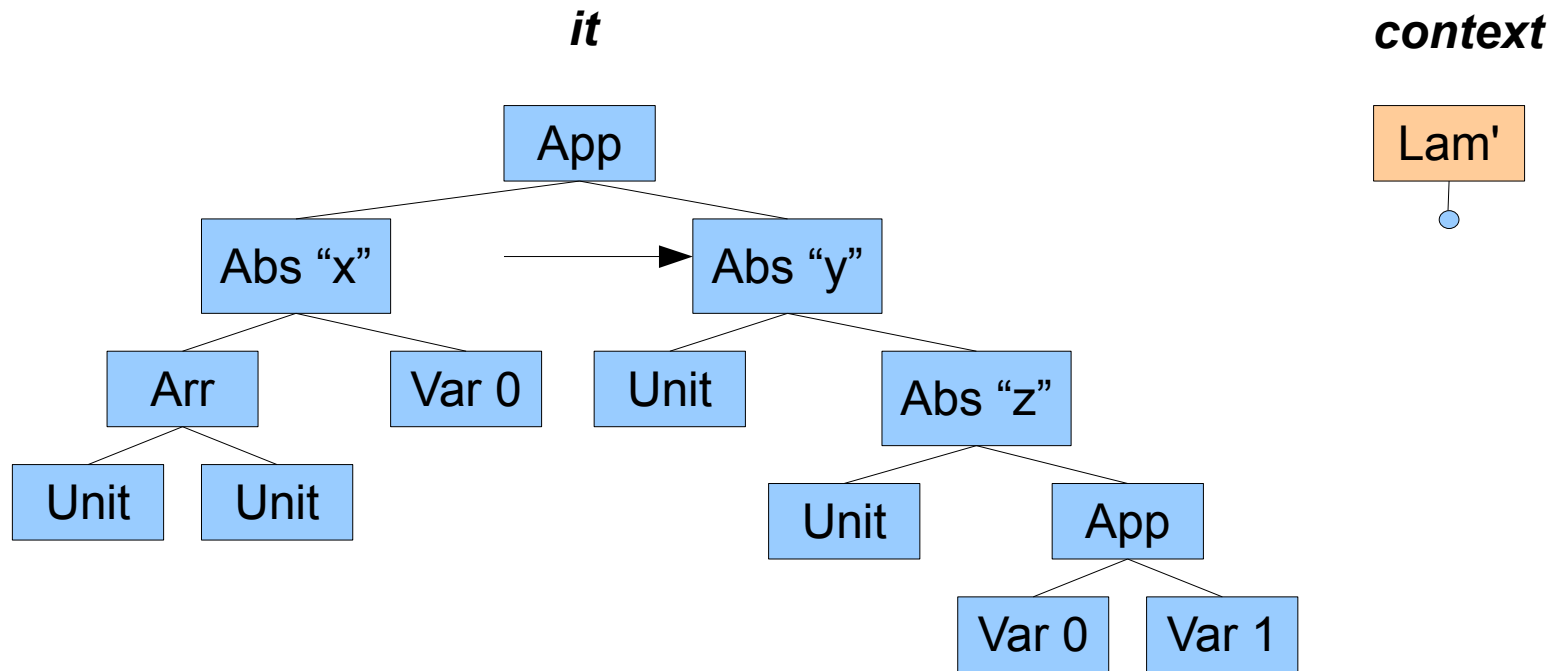 it
context
App
Lam'
Abs “x”
Abs “y”
Arr
Var 0
Unit
Abs “z”
Unit
Unit
Unit
App
Var 0
Var 1